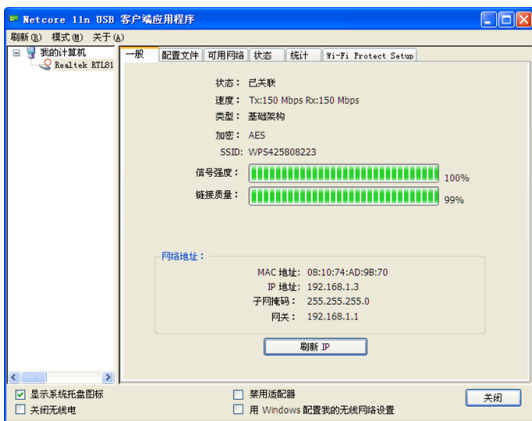 Netcore 11n USB 客户端应用程序
刷新(R) 模式(M) 关于(A)
我的计算机
Realtek RTL81
一般 配置文件 可用网络 状态 统计 Wi-Fi Protect Setup
状态： 已关联
速度： Tx:150 Mbps Rx:150 Mbps
类型： 基础架构
加密： AES
SSID: WPS425808223
信号强度： 100%
链接质量： 99%
网络地址：
MAC 地址: 08:10:74:AD:9B:70
IP 地址: 192.168.1.3
子网掩码： 255.255.255.0
网关： 192.168.1.1
刷新 IP
显示系统托盘图标 禁用适配器
关闭无线电 用 Windows 配置我的无线网络设置
关闭